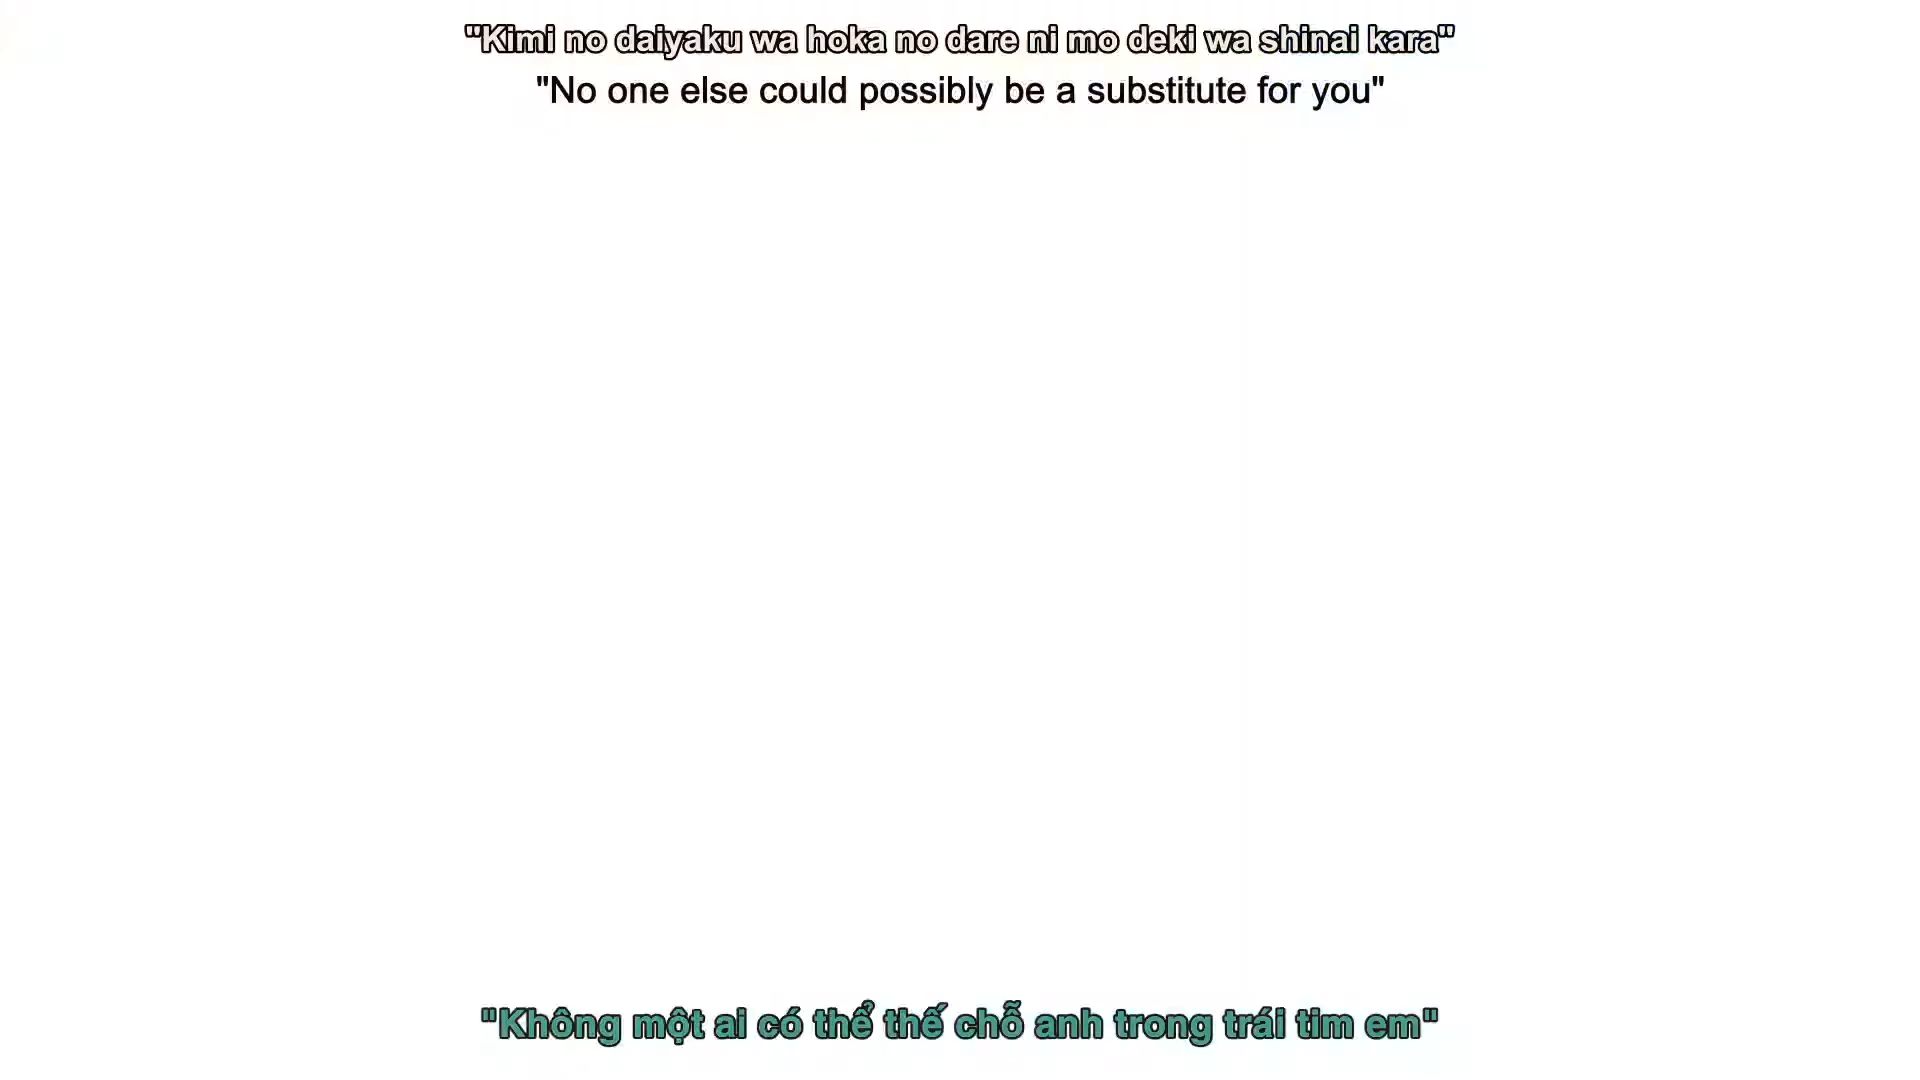 "Kimi no daiyaku wa hoka no dare ni mo deki wa shinai kara"
"No one else could possibly be a substitute for you"
"Không một ai có thể thế chỗ anh trong trái tim em"